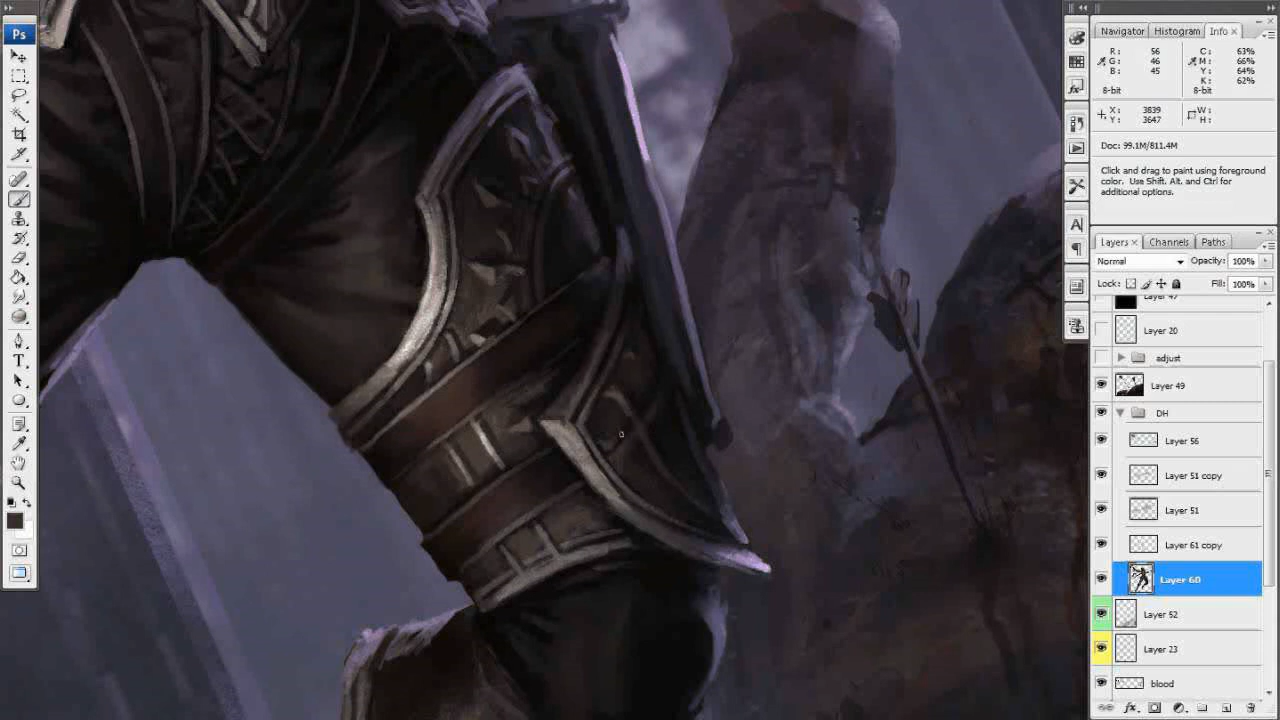 Ps
T
A
Navigator Histogram Info ×
R: 56 C: 63%
G: 46 M: 66%
B: 45 Y: 64%
K: 62%
8-bit 8-bit
X: 3839 W:
Y: 3647 H:
Doc: 99.1M/811.4M
Click and drag to paint using foreground
color. Use Shift, Alt, and Ctrl for
additional options.
Layers × Channels Paths
Normal Opacity: 100%
Lock: Fill: 100%
Layer 47
Layer 20
adjust
Layer 49
DH
Layer 56
Layer 51 copy
Layer 51
Layer 61 copy
Layer 60
Layer 52
Layer 23
blood
fx